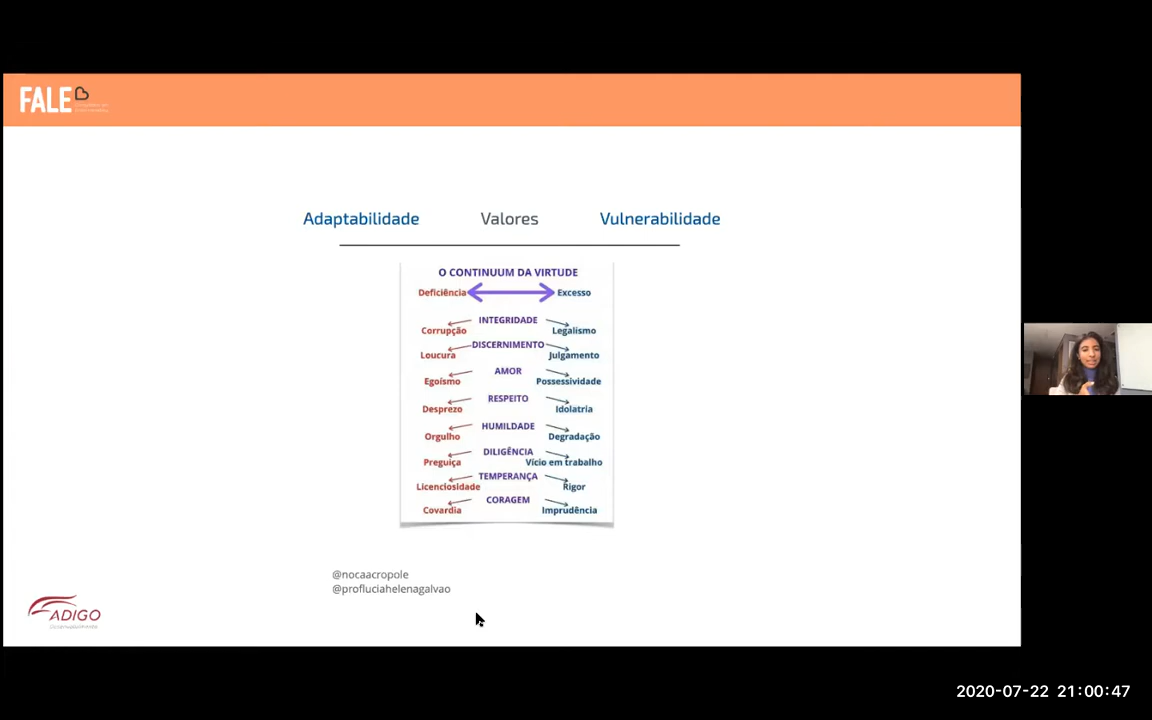 FALE
Adaptabilidade Valores Vulnerabilidade
O CONTINUUM DA VIRTUDE
Deficiência Excesso
INTEGRIDADE
Corrupção Legalismo
DISCERNIMENTO
Loucura Julgamento
AMOR
Egoísmo Possessividade
RESPEITO
Desprezo Idolatria
HUMILDADE
Orgulho Degradação
DILIGÊNCIA
Preguiça Vício em trabalho
TEMPERANÇA
Licenciosidade Rigor
CORAGEM
Covardia Imprudência
@nocaacropole
@profluciahelenagalvao
ADIGO
2020-07-22 21:00:47